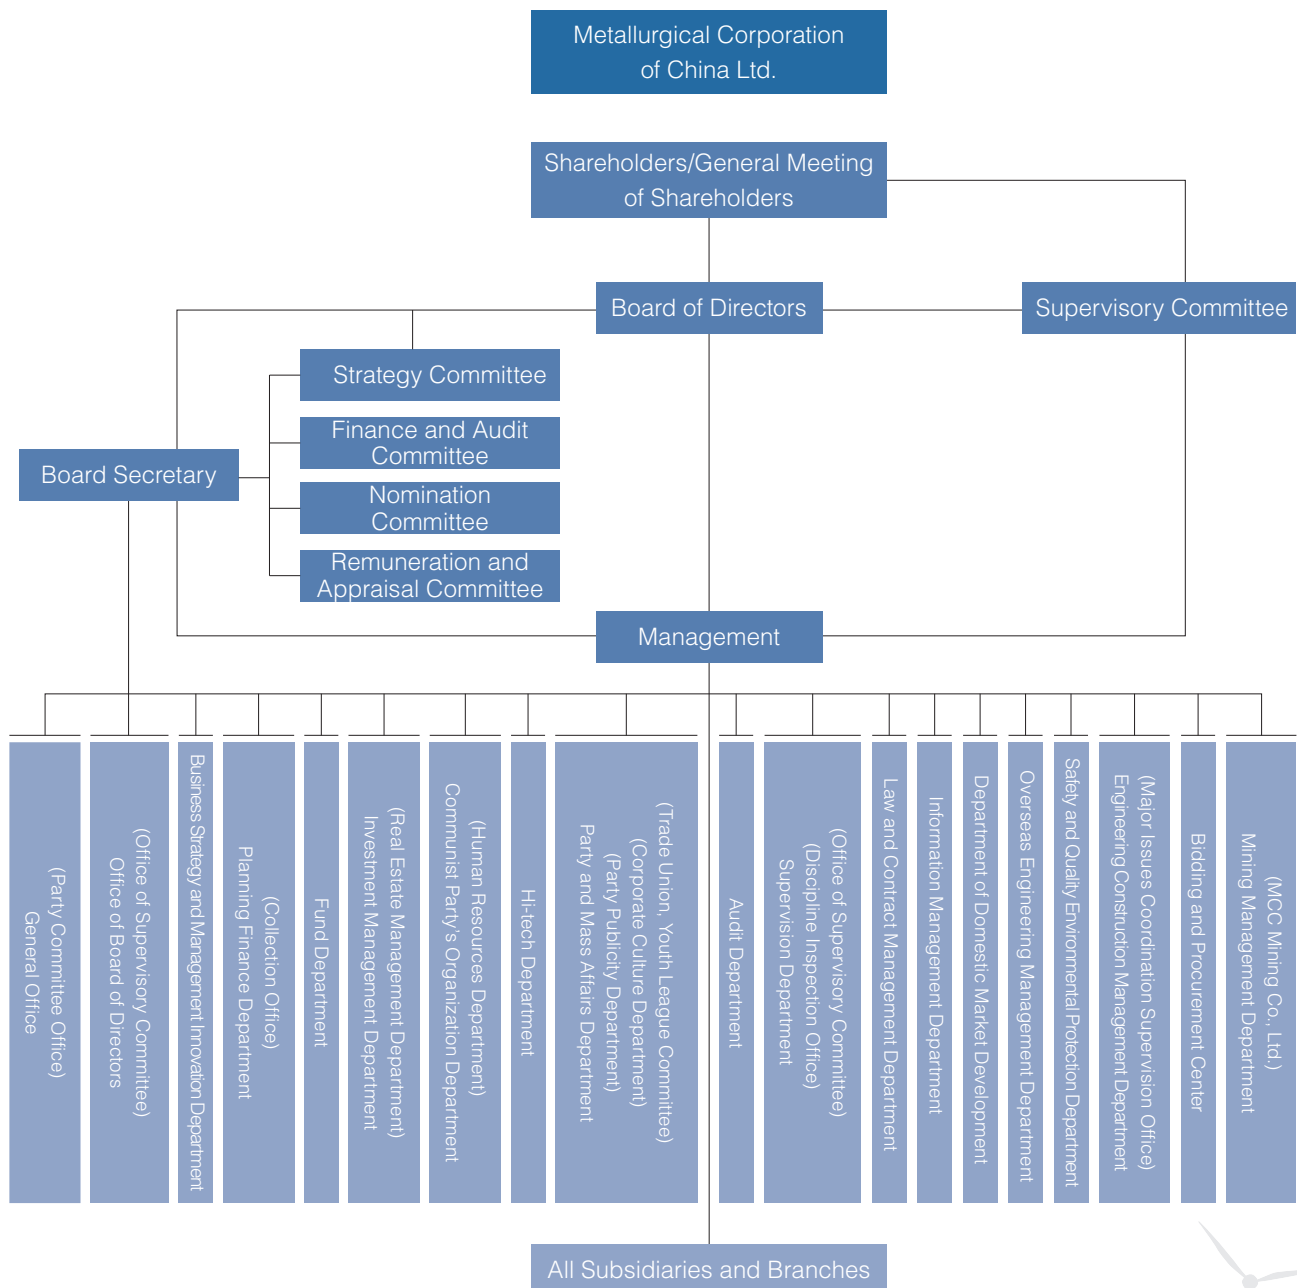 Metallurgical Corporation
of China Ltd.
Shareholders/General Meeting
of Shareholders
Board of Directors
Supervisory Committee
Strategy Committee
Finance and Audit
Committee
Board Secretary
Nomination
Committee
Remuneration and
Appraisal Committee
Management
General Office
(Party Committee Office)
Office of Board of Directors
(Office of Supervisory Committee)
Business Strategy and Management Innovation Department
Planning Finance Department
(Collection Office)
Fund Department
Investment Management Department
(Real Estate Management Department)
Communist Party's Organization Department
(Human Resources Department)
Hi-tech Department
Party and Mass Affairs Department
(Party Publicity Department)
(Corporate Culture Department)
(Trade Union, Youth League Committee)
Audit Department
Supervision Department
(Discipline Inspection Office)
(Office of Supervisory Committee)
Law and Contract Management Department
Information Management Department
Department of Domestic Market Development
Overseas Engineering Management Department
Safety and Quality Environmental Protection Department
Engineering Construction Management Department
(Major Issues Coordination Supervision Office)
Bidding and Procurement Center
Mining Management Department
(MCC Mining Co., Ltd.)
All Subsidiaries and Branches